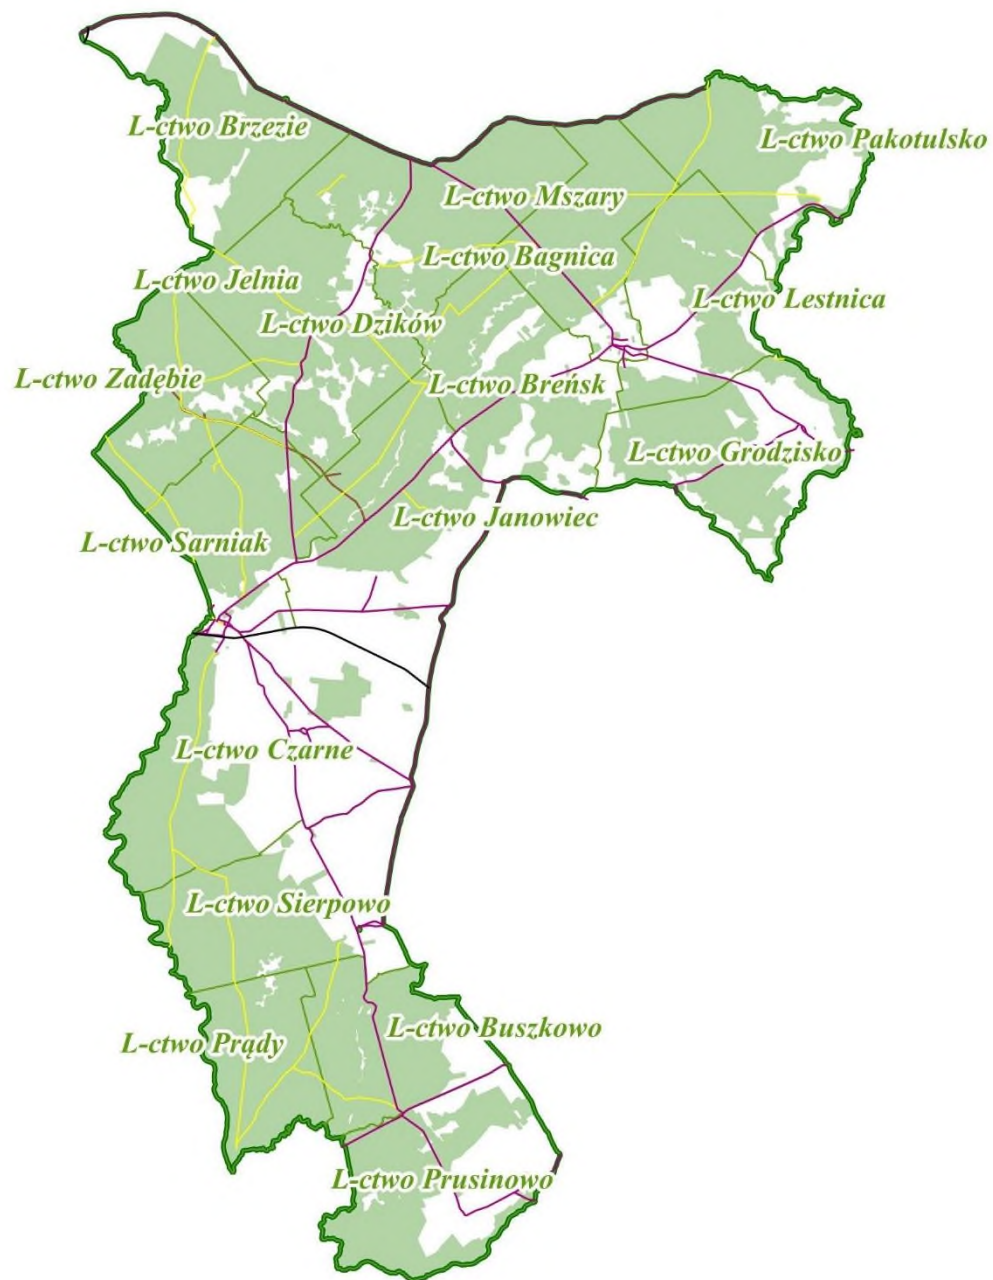 L-ctwo Brzezie
L-ctwo Pakotulsko
L-ctwo Mszary
L-ctwo Bagnica
L-ctwo Jelnia
L-ctwo Lestnica
L-ctwo Dzików
L-ctwo Zadębie
L-ctwo Breńsk
L-ctwo Grodzisko
L-ctwo Janowiec
L-ctwo Sarniak
L-ctwo Czarne
L-ctwo Sierpowo
L-ctwo Buszkowo
L-ctwo Prądy
L-ctwo Prusinowo